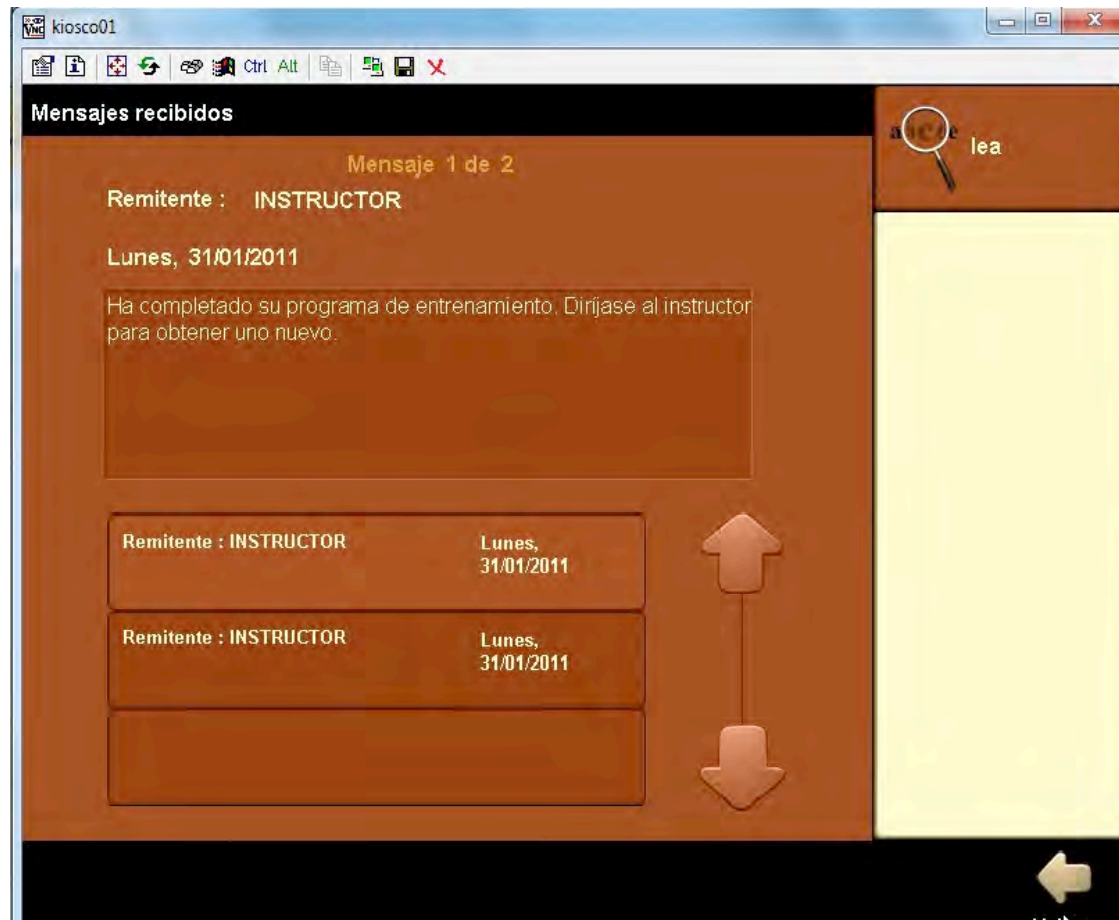 kiosco01
Ctrl Alt
Mensajes recibidos
lea
Mensaje 1 de 2
Remitente : INSTRUCTOR
Lunes, 31/01/2011
Ha completado su programa de entrenamiento. Diríjase al instructor
para obtener uno nuevo.
Remitente : INSTRUCTOR Lunes,
31/01/2011
Remitente : INSTRUCTOR Lunes,
31/01/2011